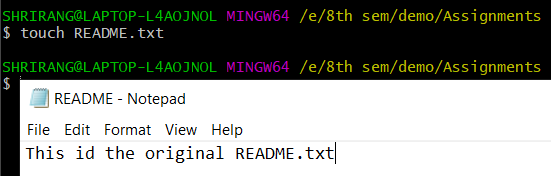 SHRIRANG@LAPTOP-L4AOJNOL MINGW64 /e/8th sem/demo/Assignments
$ touch README.txt
SHRIRANG@LAPTOP-L4AOJNOL MINGW64 /e/8th sem/demo/Assignments
$
README - Notepad
File Edit Format View Help
This id the original README.txt